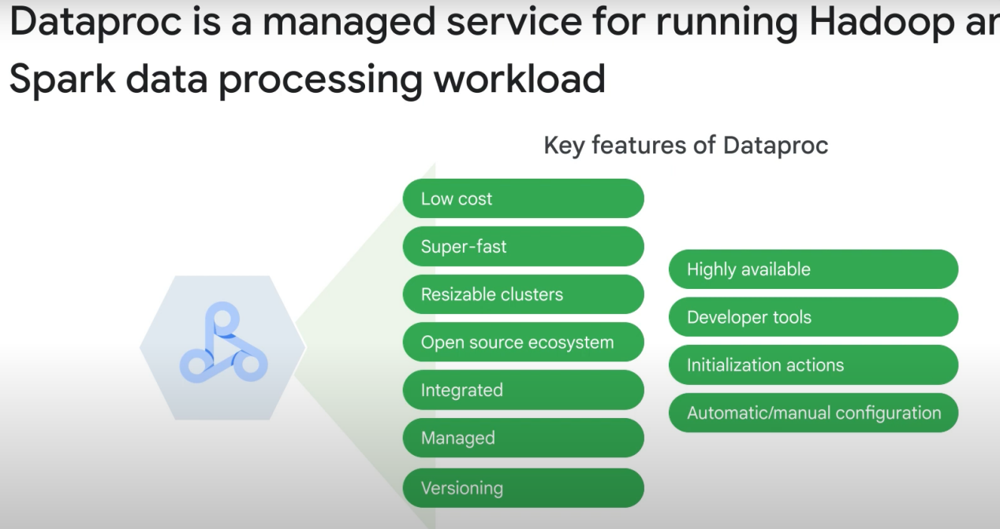 Dataproc is a managed service for running Hadoop
Spark data processing workload
Key features of Dataproc
Low cost
Super-fast
Resizable clusters
Open source ecosystem
Integrated
Managed
Versioning
Highly available
Developer tools
Initialization actions
Automatic/manual configuration